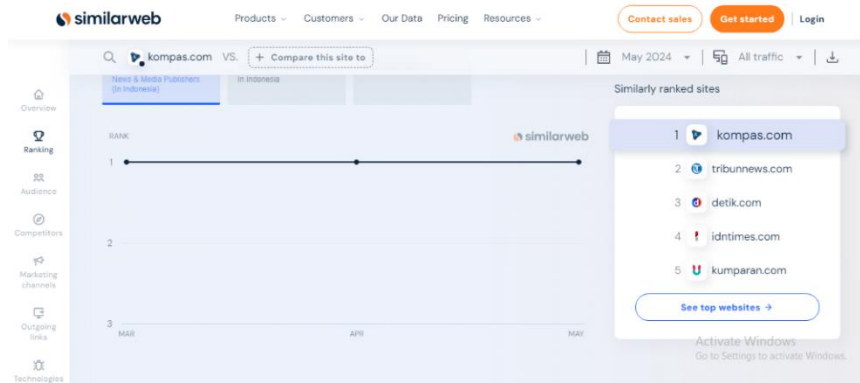 similarweb
Products
Customers
Our Data
Pricing
Resources
Contact sales
Get started
Login
kompas.com
VS.
+ Compare this site to
May 2024
All traffic
News & Media Publishers
(In Indonesia)
In Indonesia
Similarly ranked sites
Overview
Ranking
Audience
Competitors
Marketing
channels
Outgoing
links
Technologies
RANK
similarweb
1
2
3
MAR
APR
MAY
1 kompas.com
2 tribunnews.com
3 detik.com
4 idntimes.com
5 kumparan.com
See top websites →
Activate Windows
Go to Settings to activate Windows.